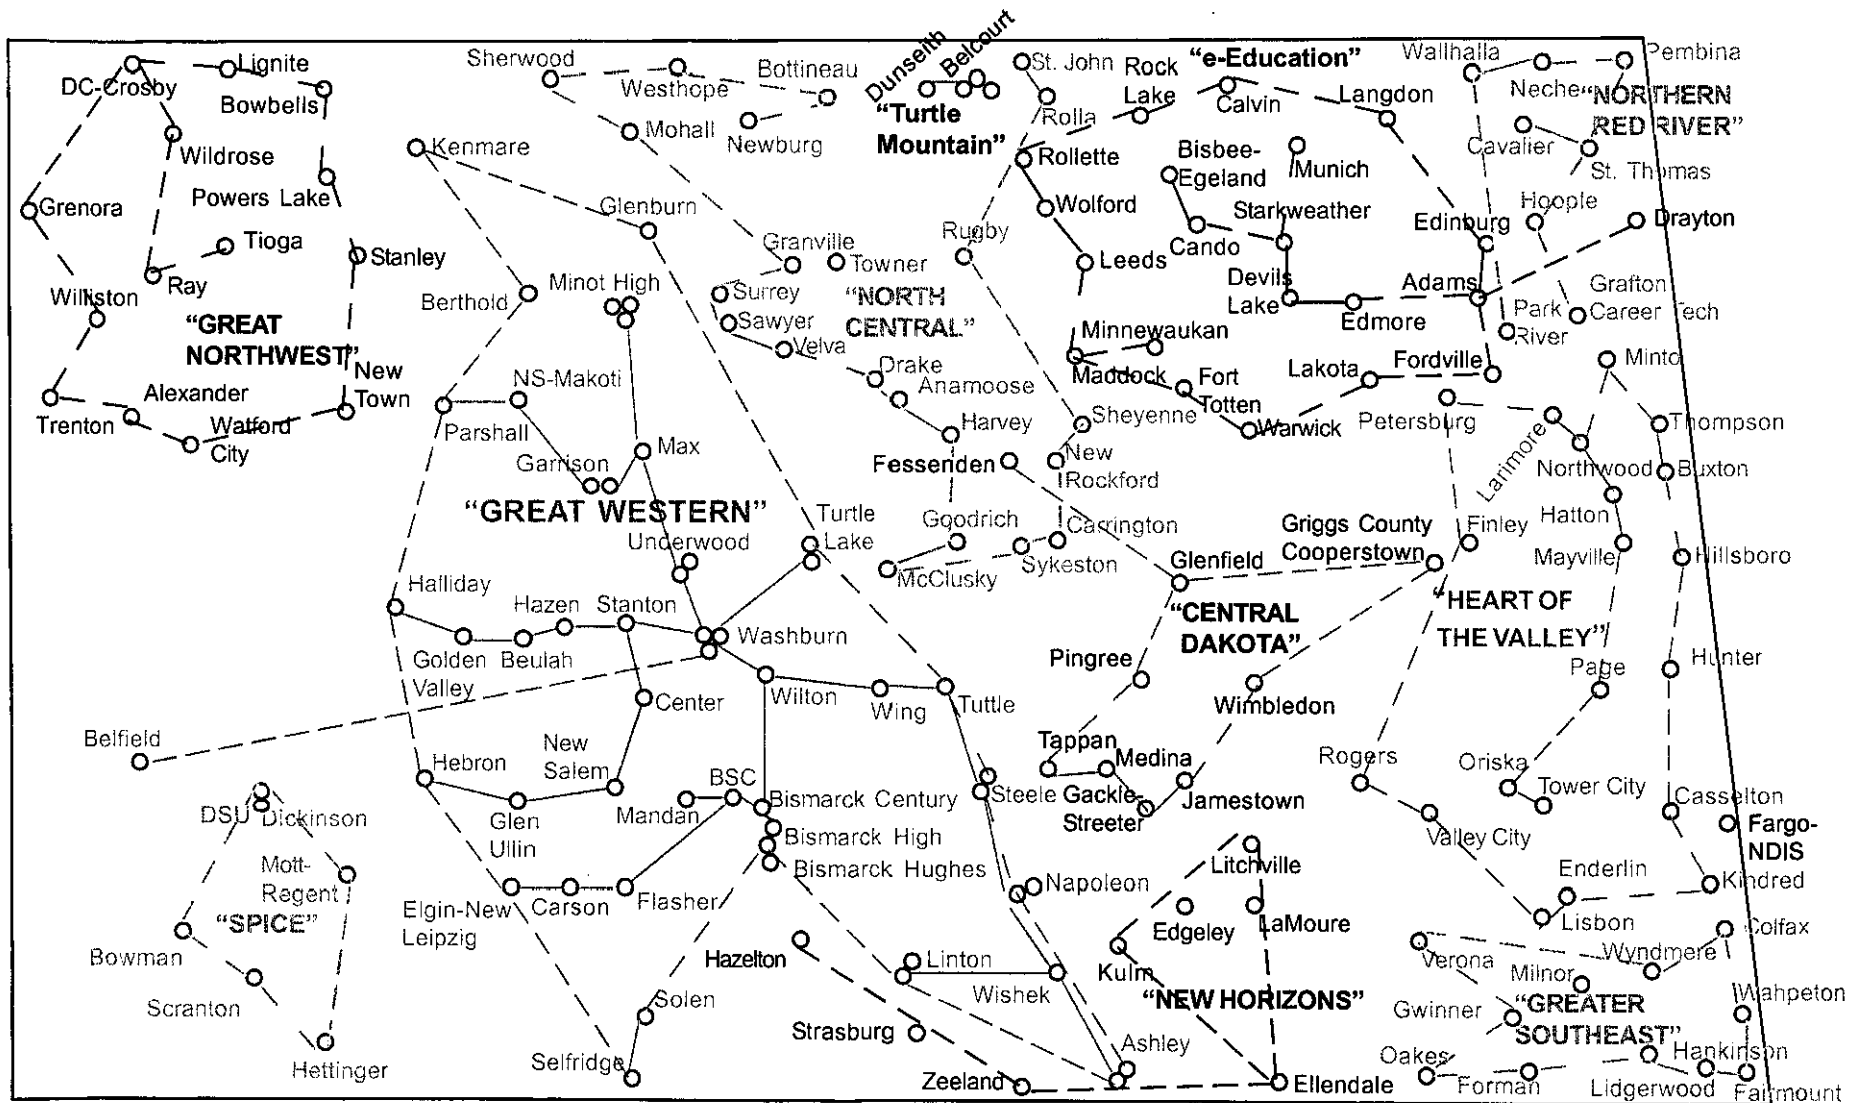 Sherwood
Westhope
Bottineau
Dunseith
Belcourt
St. John
Rock
Lake
"e-Education"
Calvin
Langdon
Wallhalla
Neche
Pembina
"NORTHERN
RED RIVER"
DC-Crosby
Lignite
Bowbells
Mohall
Newburg
"Turtle
Mountain"
Rolla
Rollette
Bisbee-
Egeland
Munich
Cavalier
St. Thomas
Wildrose
Kenmare
Powers Lake
Grenora
Glenburn
Wolford
Starkweather
Hoople
Drayton
Tioga
Stanley
Granville
Towner
Rugby
Leeds
Cando
Edinburg
Ray
Williston
Berthold
Minot High
Surrey
"NORTH
CENTRAL"
Sawyer
Velva
Devils
Lake
Edmore
Adams
Park
River
Grafton
Career Tech
"GREAT
NORTHWEST"
New
Town
Minnewaukan
Maddock
Fort
Totten
Lakota
Fordville
Minto
Alexander
Trenton
Watford
City
NS-Makoti
Parshall
Drake
Anamoose
Harvey
Sheyenne
Warwick
Petersburg
Larimore
Thompson
Garrison
Max
Fessenden
New
Rockford
Northwood
Buxton
"GREAT WESTERN"
Underwood
Turtle
Lake
Goodrich
Carrington
Griggs County
Cooperstown
Finley
Hatton
Mayville
Hillsboro
McClusky
Sykeston
Glenfield
Halliday
Hazen
Stanton
Washburn
"CENTRAL
DAKOTA"
"HEART OF
THE VALLEY"
Golden
Valley
Beulah
Pingree
Wimbledon
Page
Hunter
Center
Wilton
Wing
Tuttle
Belfield
Hebron
New
Salem
BSC
Tappan
Medina
Rogers
Oriska
Tower City
Casselton
DSU
Dickinson
Glen
Ullin
Mandan
Bismarck Century
Steele
Gackle-
Streeter
Jamestown
Valley City
Fargo-
NDIS
Bismarck High
Bismarck Hughes
Mott-
Regent
"SPICE"
Litchville
Enderlin
Kindred
Elgin-New
Leipzig
Carson
Flasher
Napoleon
Edgeley
LaMoure
Lisbon
Bowman
Scranton
Hazelton
Linton
Wishek
Kulm
Verona
Milnor
Wyndmere
Colfax
"NEW HORIZONS"
Solen
Strasburg
Gwinner
"GREATER
SOUTHEAST"
Wahpeton
Hettinger
Selfridge
Zeeland
Ashley
Ellendale
Oakes
Forman
Lidgerwood
Hankinson
Fairmount